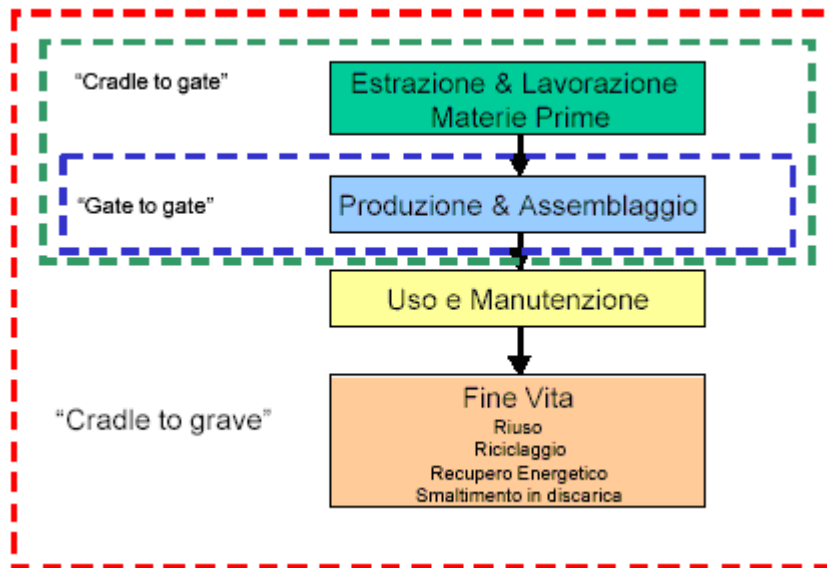 “Cradle to gate”
Estrazione & Lavorazione
Materie Prime
“Gate to gate”
Produzione & Assemblaggio
Uso e Manutenzione
“Cradle to grave”
Fine Vita
Riuso
Riciclaggio
Recupero Energetico
Smaltimento in discarica